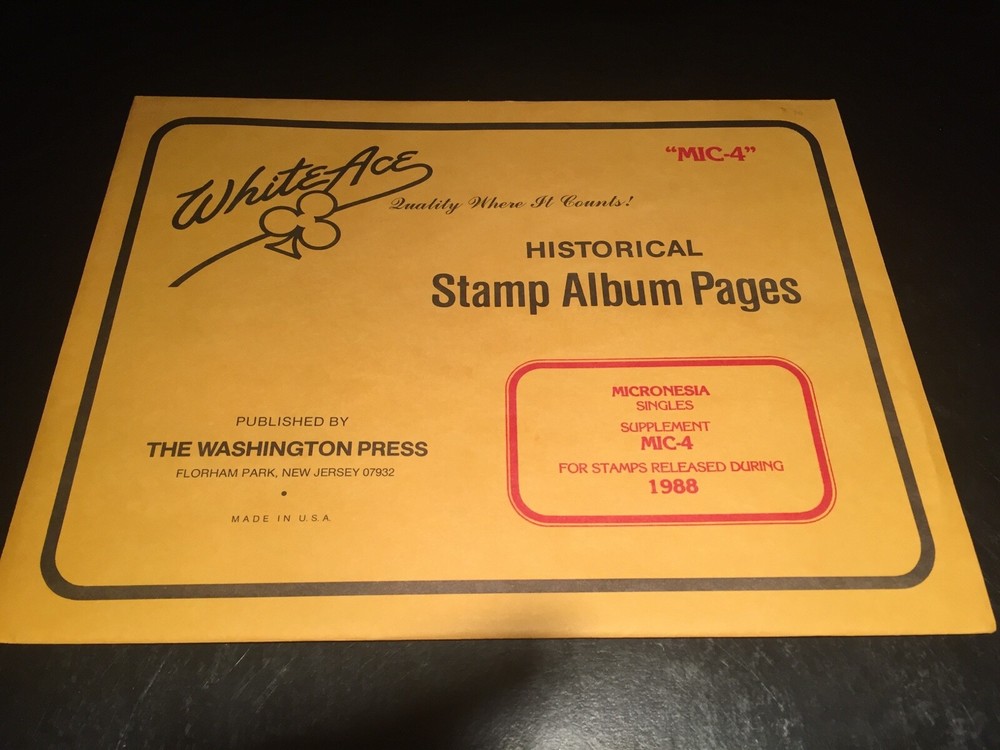 "MIC-4"
White Ace
Quality Where It Counts!
HISTORICAL
Stamp Album Pages
PUBLISHED BY
THE WASHINGTON PRESS
FLORHAM PARK, NEW JERSEY 07932
•
MADE IN U.S.A.
MICRONESIA
SINGLES
SUPPLEMENT
MIC-4
FOR STAMPS RELEASED DURING
1988